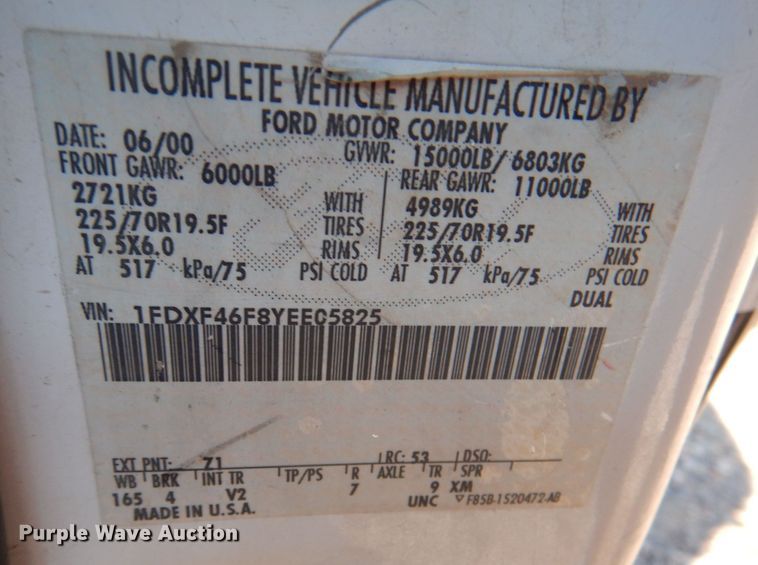 INCOMPLETE VEHICLE MANUFACTURED BY
FORD MOTOR COMPANY
DATE: 06/00 GVWR: 15000LB/ 6803KG
FRONT GAWR: 6000LB REAR GAWR: 11000LB
2721KG WITH 4989KG WITH
225/70R19.5F TIRES 225/70R19.5F TIRES
19.5X6.0 RIMS 19.5X6.0 RIMS
AT 517 kPa/75 PSI COLD AT 517 kPa/75 PSI COLD
DUAL
VIN: 1FDXF46F8YEE05825
EXT PNT: Z1 RC: 53 DSO:
WB BRK INT TR TP/PS R AXLE TR SPR
165 4 V2 7 9 XM
MADE IN U.S.A. UNC ▽ F85B-1520472-AB
Purple Wave Auction